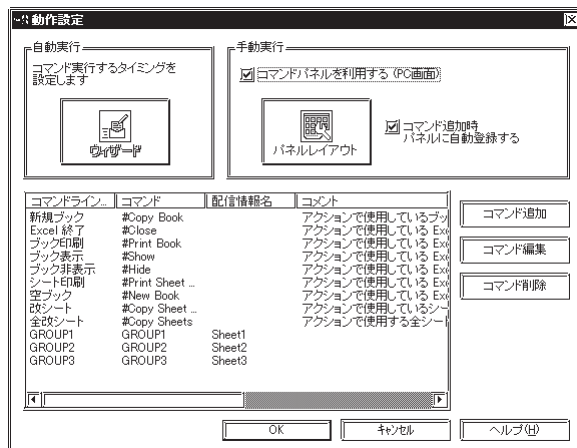 動作設定
自動実行
コマンド実行するタイミングを
設定します
ウィザード
手動実行
コマンドパネルを利用する (PC画面)
パネルレイアウト
コマンド追加時
パネルに自動登録する
コマンドライン... コマンド 配信情報名 コメント
新規ブック #Copy Book アクションで使用しているブッ
Excel 終了 #Close アクションで使用している Exc
ブック印刷 #Print Book アクションで使用している Exc
ブック表示 #Show アクションで使用している Exc
ブック非表示 #Hide アクションで使用している Exc
シート印刷 #Print Sheet ... アクションで使用している Exc
空ブック #New Book アクションで使用している Exc
改シート #Copy Sheet ... アクションで使用しているシー
全改シート #Copy Sheets アクションで使用する全シート
GROUP1 GROUP1 Sheet1
GROUP2 GROUP2 Sheet2
GROUP3 GROUP3 Sheet3
コマンド追加
コマンド編集
コマンド削除
OK キャンセル ヘルプ(H)